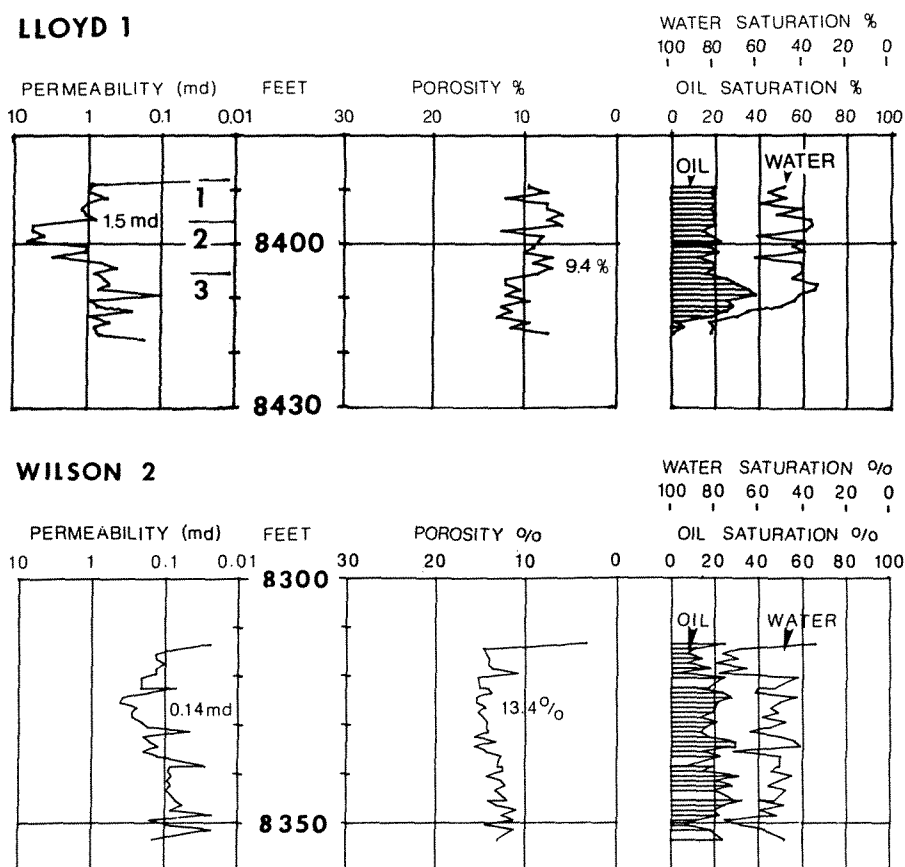 LLOYD 1
WATER SATURATION %
100 80 60 40 20 0
PERMEABILITY (md) FEET POROSITY % OIL SATURATION %
10 1 0.1 0.01 30 20 10 0 0 20 40 60 80 100
OIL WATER
1
1.5 md
2
8400
9.4 %
3
8430
WILSON 2
WATER SATURATION %
100 80 60 40 20 0
PERMEABILITY (md) FEET POROSITY % OIL SATURATION %
10 1 0.1 0.01 8300 30 20 10 0 0 20 40 60 80 100
OIL WATER
0.14 md 13.4%
8350